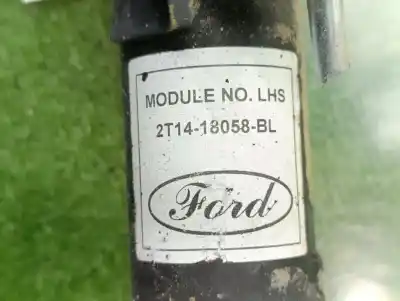 MODULE NO. LHS
2T14-18058-BL
Ford